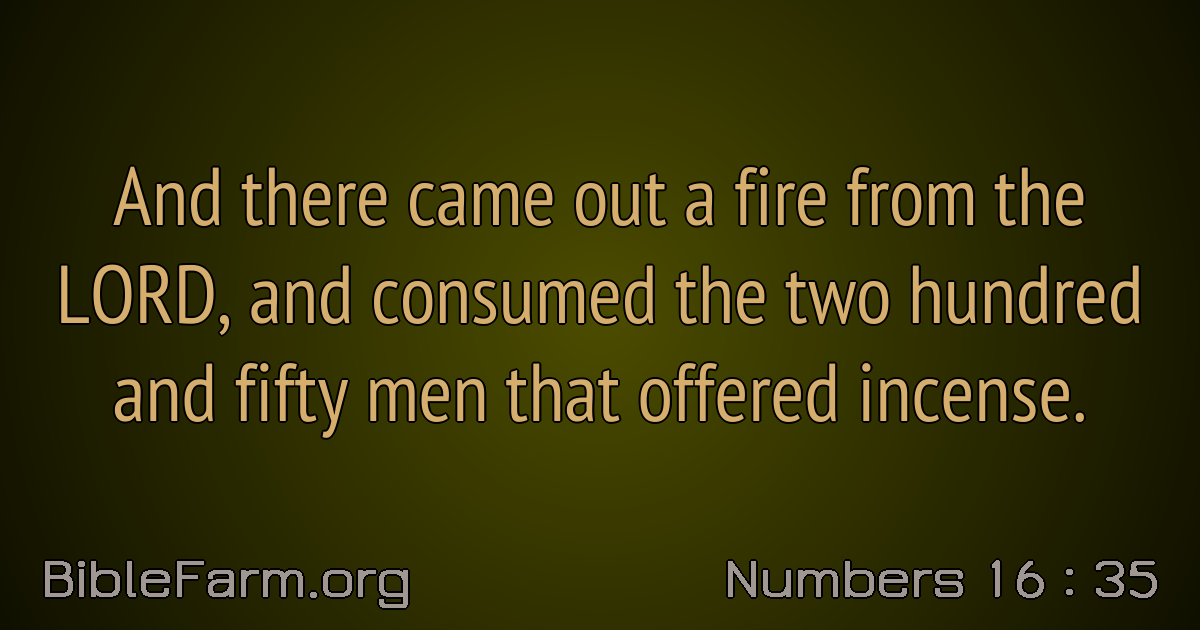 And there came out a fire from the
LORD, and consumed the two hundred
and fifty men that offered incense.
BibleFarm.org
Numbers 16 : 35